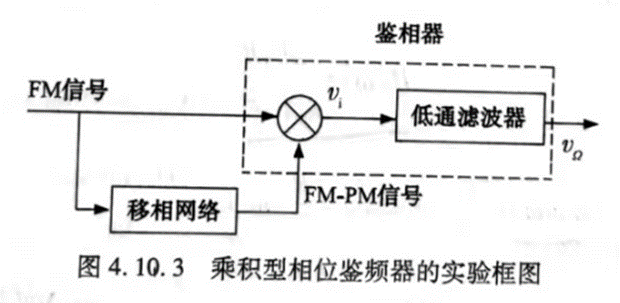 鉴相器
FM信号
v_i
低通滤波器
v_Ω
FM-PM信号
移相网络
图 4.10.3 乘积型相位鉴频器的实验框图